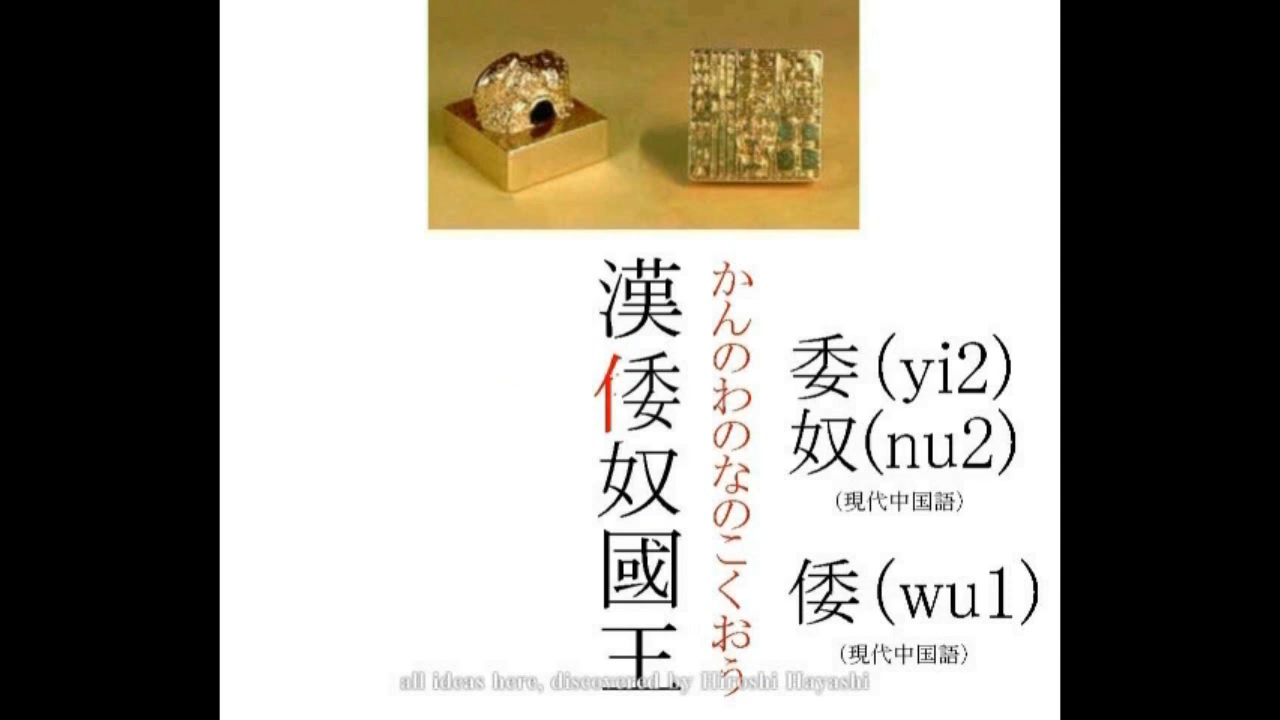 漢倭奴國王
かんのわのなのこくおう
委(yi2)
奴(nu2)
(現代中国語)
倭(wu1)
(現代中国語)
all ideas here, discovered by Hiroshi Hayashi